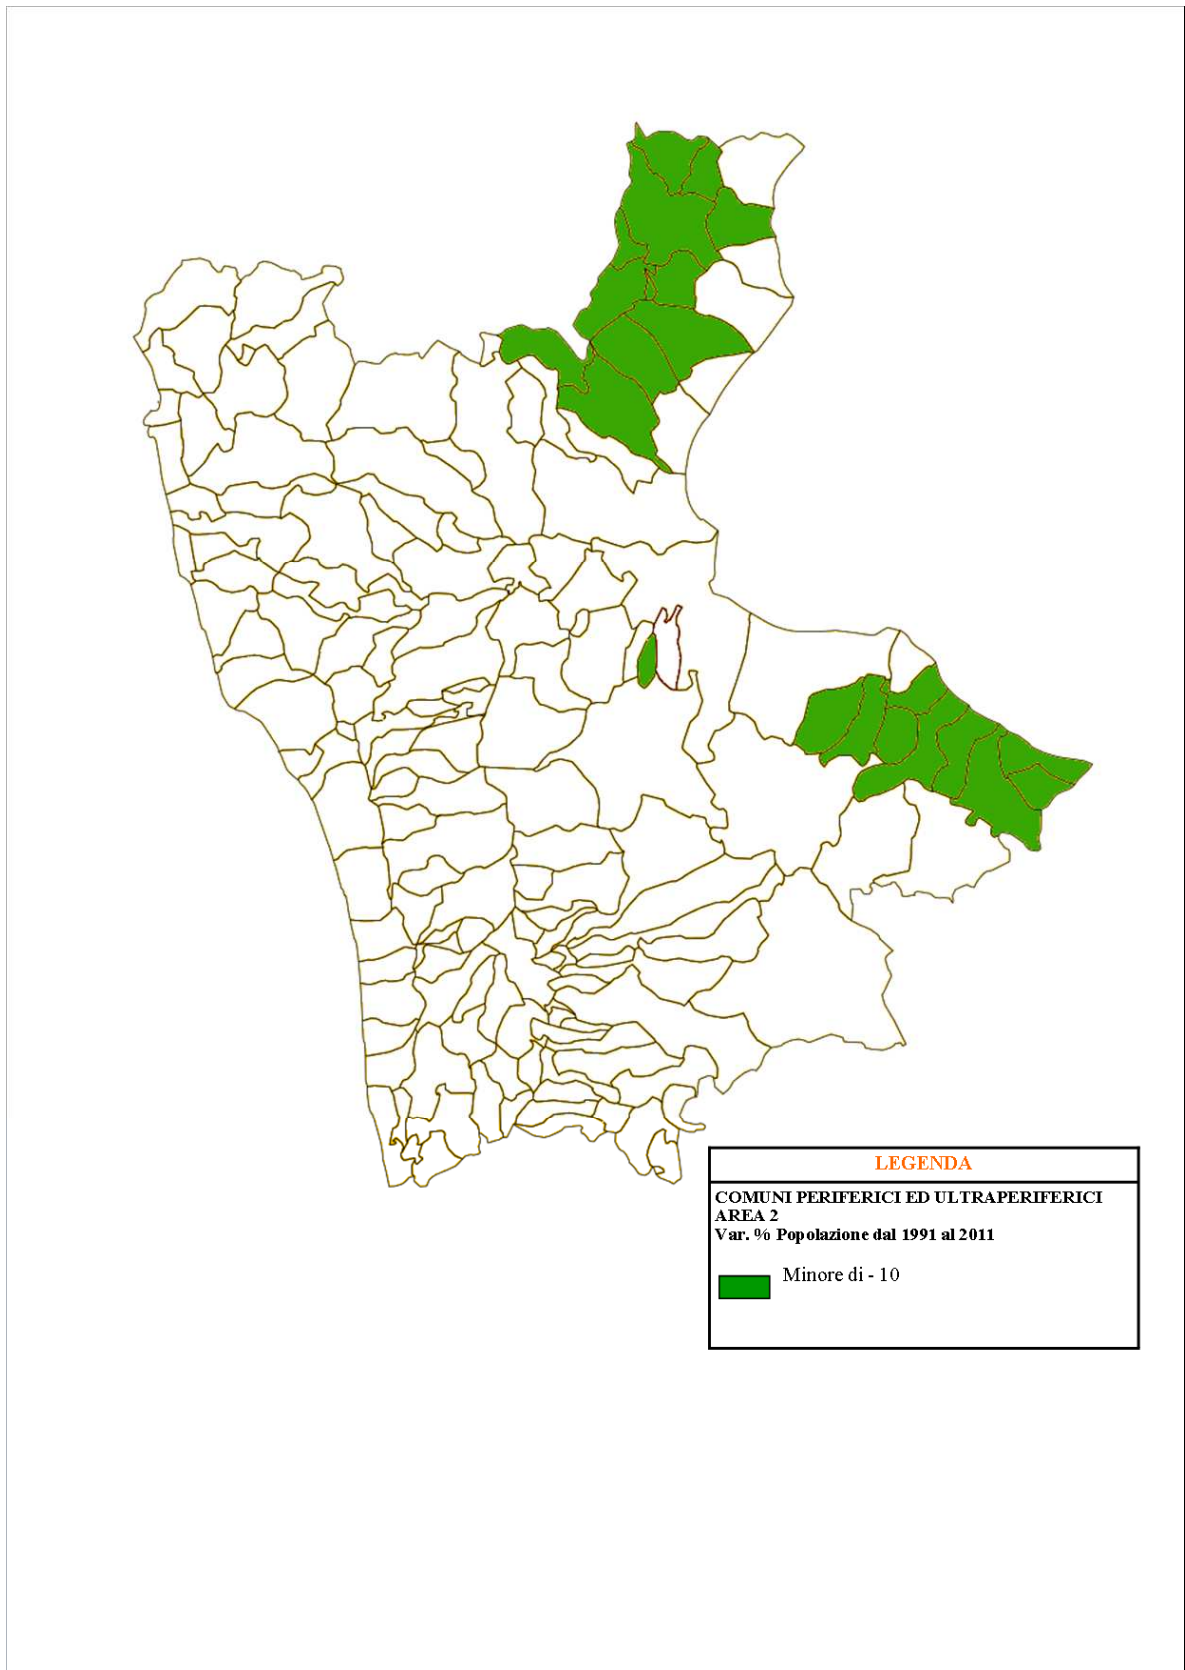 LEGENDA
COMUNI PERIFERICI ED ULTRAPERIFERICI
AREA 2
Var. % Popolazione dal 1991 al 2011
Minore di - 10